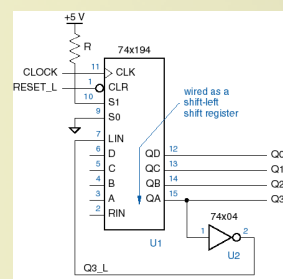 +5 V
R
74x194
CLOCK 11 CLK
RESET_L 1 CLR
10 S1
9 S0
7 LIN
6 D QD 12 Q0
5 C QC 13 Q1
4 B QB 14 Q2
3 A QA 15 Q3
2 RIN
wired as a
shift-left
shift register
U1
74x04
1 2
U2
Q3_L